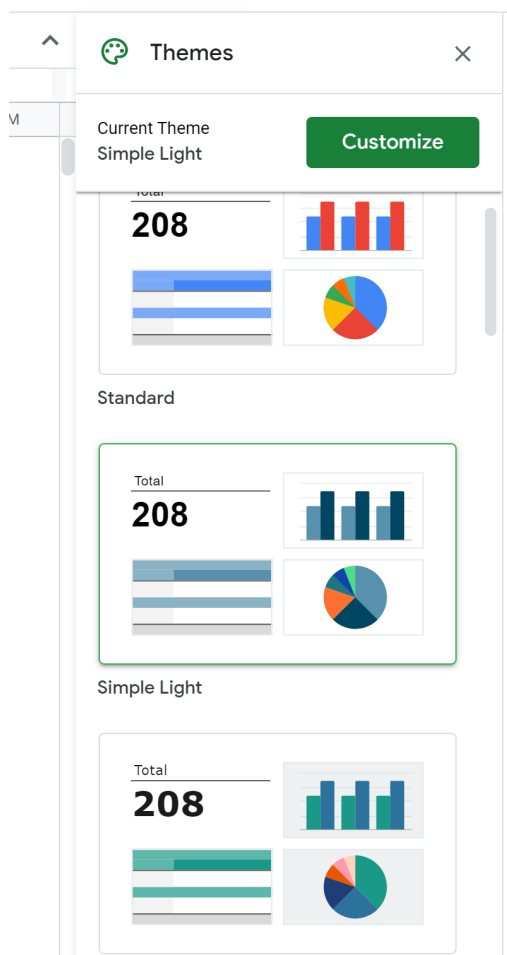 Themes
M
Current Theme
Simple Light
Customize
Total
208
Standard
Total
208
Simple Light
Total
208